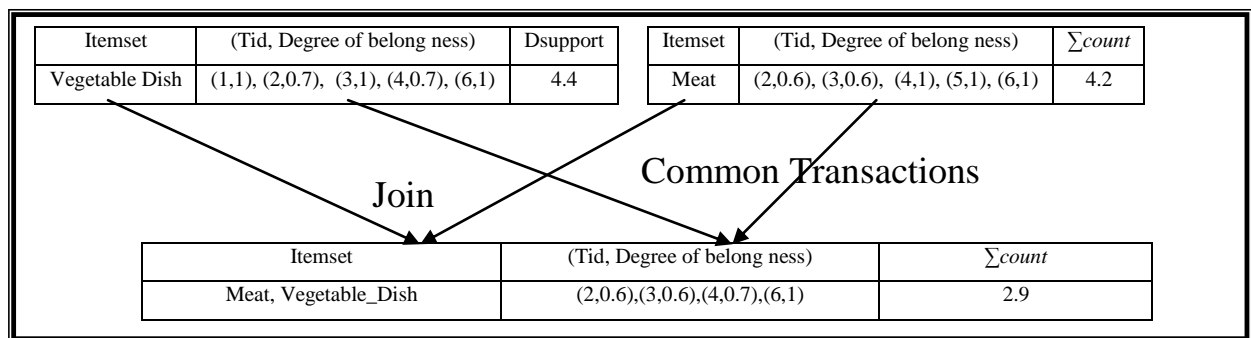 Itemset (Tid, Degree of belong ness) Dsupport
Vegetable Dish (1,1), (2,0.7), (3,1), (4,0.7), (6,1) 4.4
Itemset (Tid, Degree of belong ness) ∑count
Meat (2,0.6), (3,0.6), (4,1), (5,1), (6,1) 4.2
Common Transactions
Join
Itemset (Tid, Degree of belong ness) ∑count
Meat, Vegetable_Dish (2,0.6),(3,0.6),(4,0.7),(6,1) 2.9